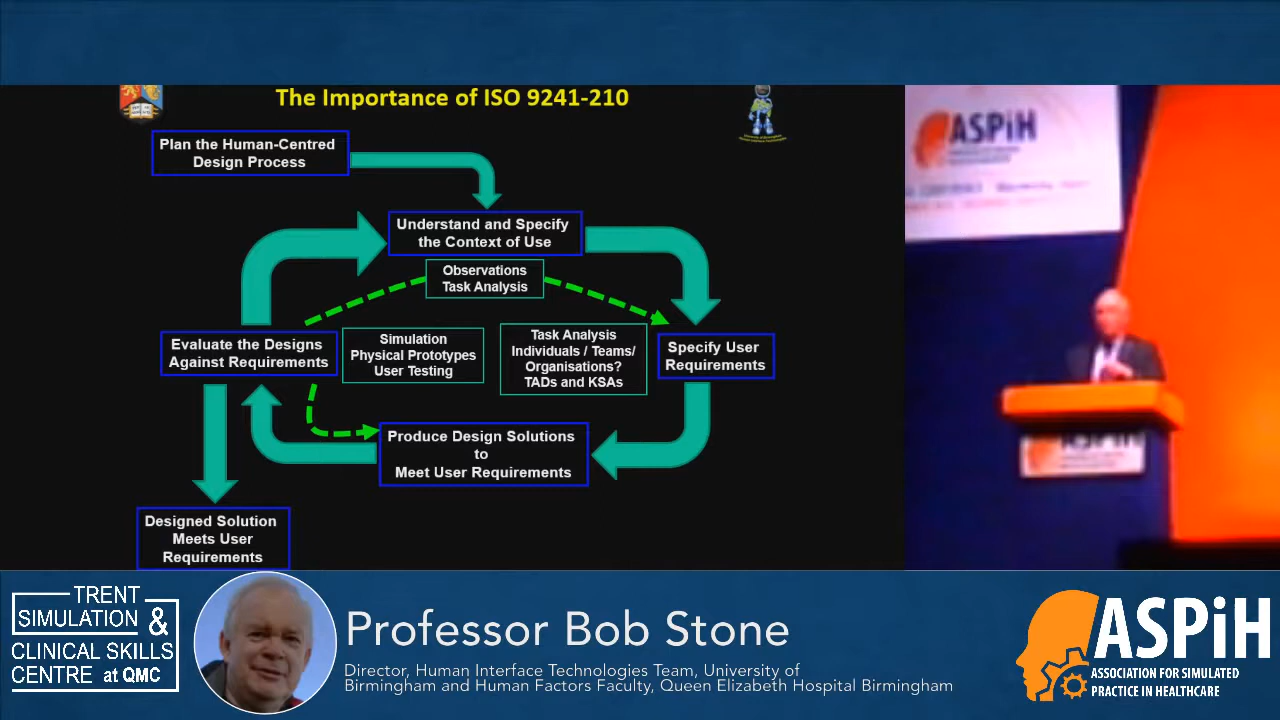 The Importance of ISO 9241-210
Plan the Human-Centred
Design Process
Understand and Specify
the Context of Use
Observations
Task Analysis
Evaluate the Designs
Against Requirements
Simulation
Physical Prototypes
User Testing
Task Analysis
Individuals / Teams/
Organisations?
TADs and KSAs
Specify User
Requirements
Produce Design Solutions
to
Meet User Requirements
Designed Solution
Meets User
Requirements
ASPiH
ASPiH
TRENT
SIMULATION &
CLINICAL SKILLS
CENTRE at QMC
Professor Bob Stone
Director, Human Interface Technologies Team, University of
Birmingham and Human Factors Faculty, Queen Elizabeth Hospital Birmingham
ASPiH
ASSOCIATION FOR SIMULATED
PRACTICE IN HEALTHCARE